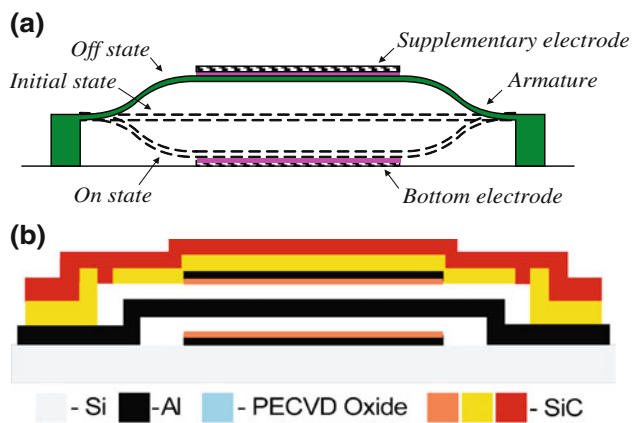 (a)
Off state
Supplementary electrode
Initial state
Armature
On state
Bottom electrode
(b)
- Si
-Al
- PECVD Oxide
- SiC